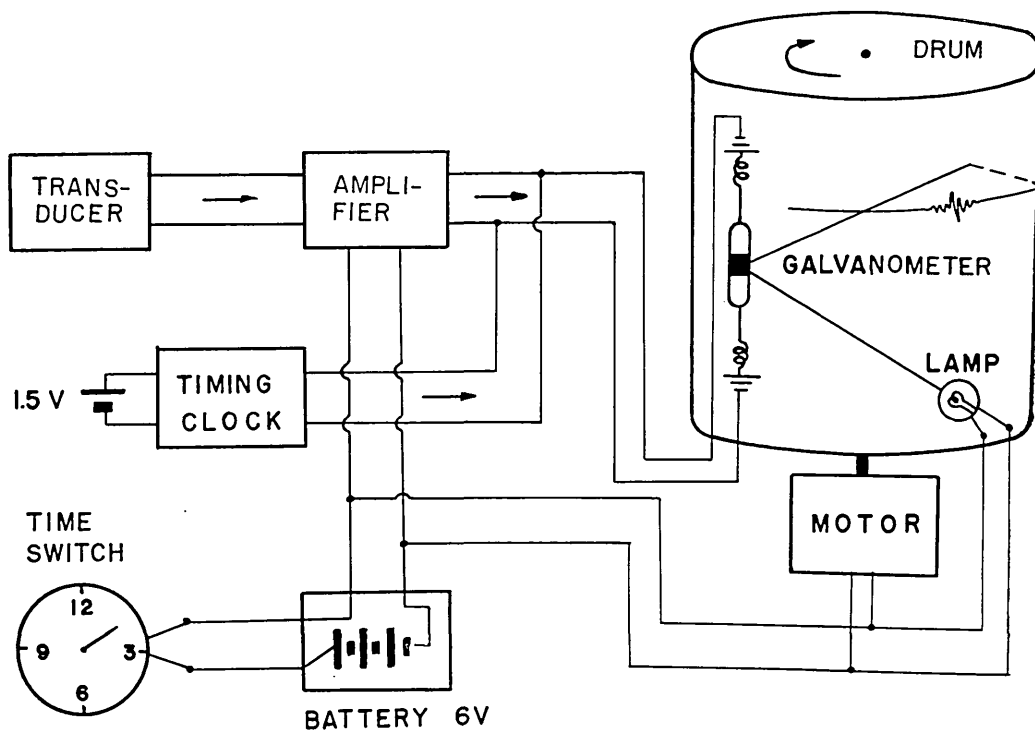 DRUM
TRANS-
DUCER
AMPLI-
FIER
GALVANOMETER
LAMP
1.5 V
TIMING
CLOCK
MOTOR
TIME
SWITCH
12
9
3
6
BATTERY 6V